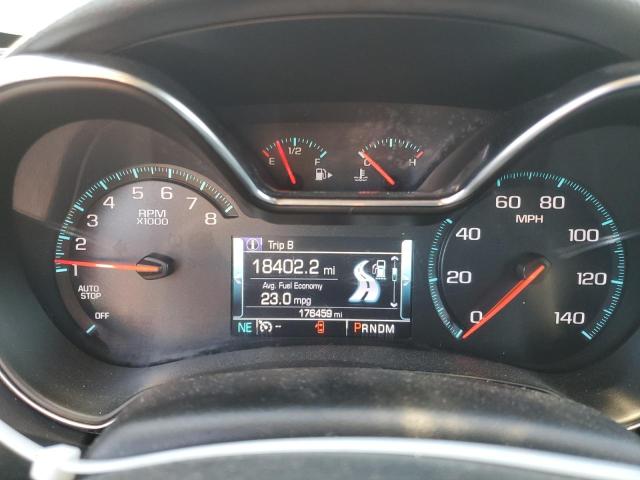 E 1/2 F
C H
1 2 3 4 5 6 7 8
RPM
X1000
AUTO
STOP
OFF
Trip B
18402.2 mi
Avg. Fuel Economy
23.0 mpg
176459 mi
NE -- PRNDM
0 20 40 60 80 100 120 140
MPH